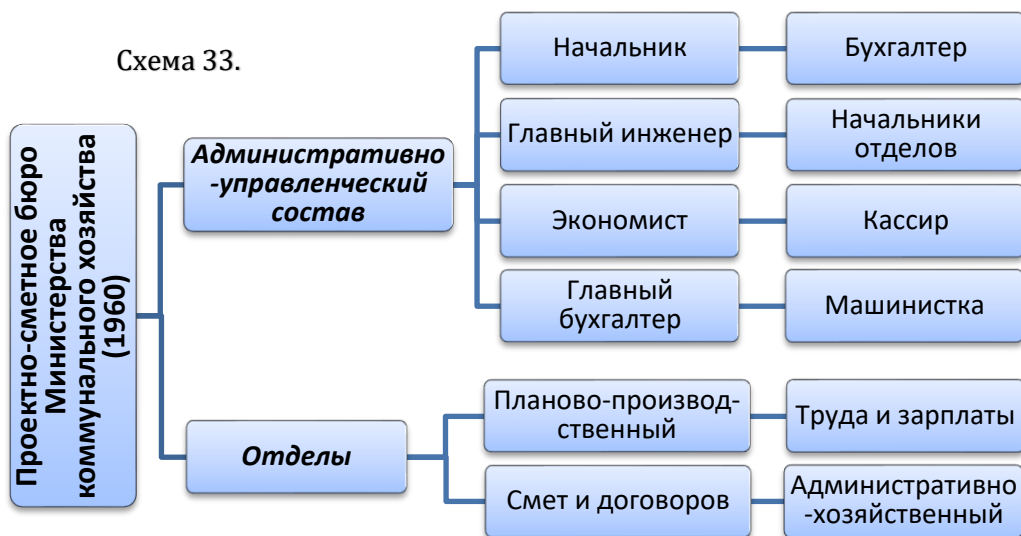 Схема 33.
Проектно-сметное бюро
Министерства
коммунального хозяйства
(1960)
Административно
-управленческий
состав
Начальник
Бухгалтер
Главный инженер
Начальники
отделов
Экономист
Кассир
Главный
бухгалтер
Машинистка
Отделы
Планово-производ-
ственный
Труда и зарплаты
Смет и договоров
Административно
-хозяйственный